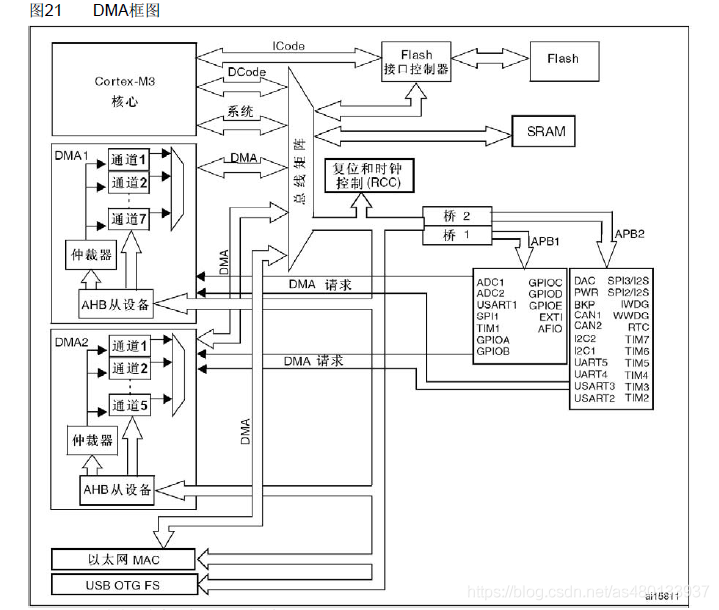 图21 DMA框图
ICode
Cortex-M3
核心
DCode
系统
Flash
接口控制器
Flash
SRAM
DMA1
通道1
通道2
通道7
仲裁器
AHB从设备
DMA
总线矩阵
复位和时钟
控制(RCC)
桥 2
桥 1
APB1
APB2
DMA
DMA 请求
ADC1 GPIOC
ADC2 GPIOD
USART1 GPIOE
SPI1 EXTI
TIM1 AFIO
GPIOA
GPIOB
DAC SPI3/I2S
PWR SPI2/I2S
BKP IWDG
CAN1 WWDG
CAN2 RTC
I2C2 TIM7
I2C1 TIM6
UART5 TIM5
UART4 TIM4
USART3 TIM3
USART2 TIM2
DMA2
通道1
通道2
通道5
仲裁器
AHB从设备
DMA 请求
DMA
以太网 MAC
USB OTG FS
ai15811